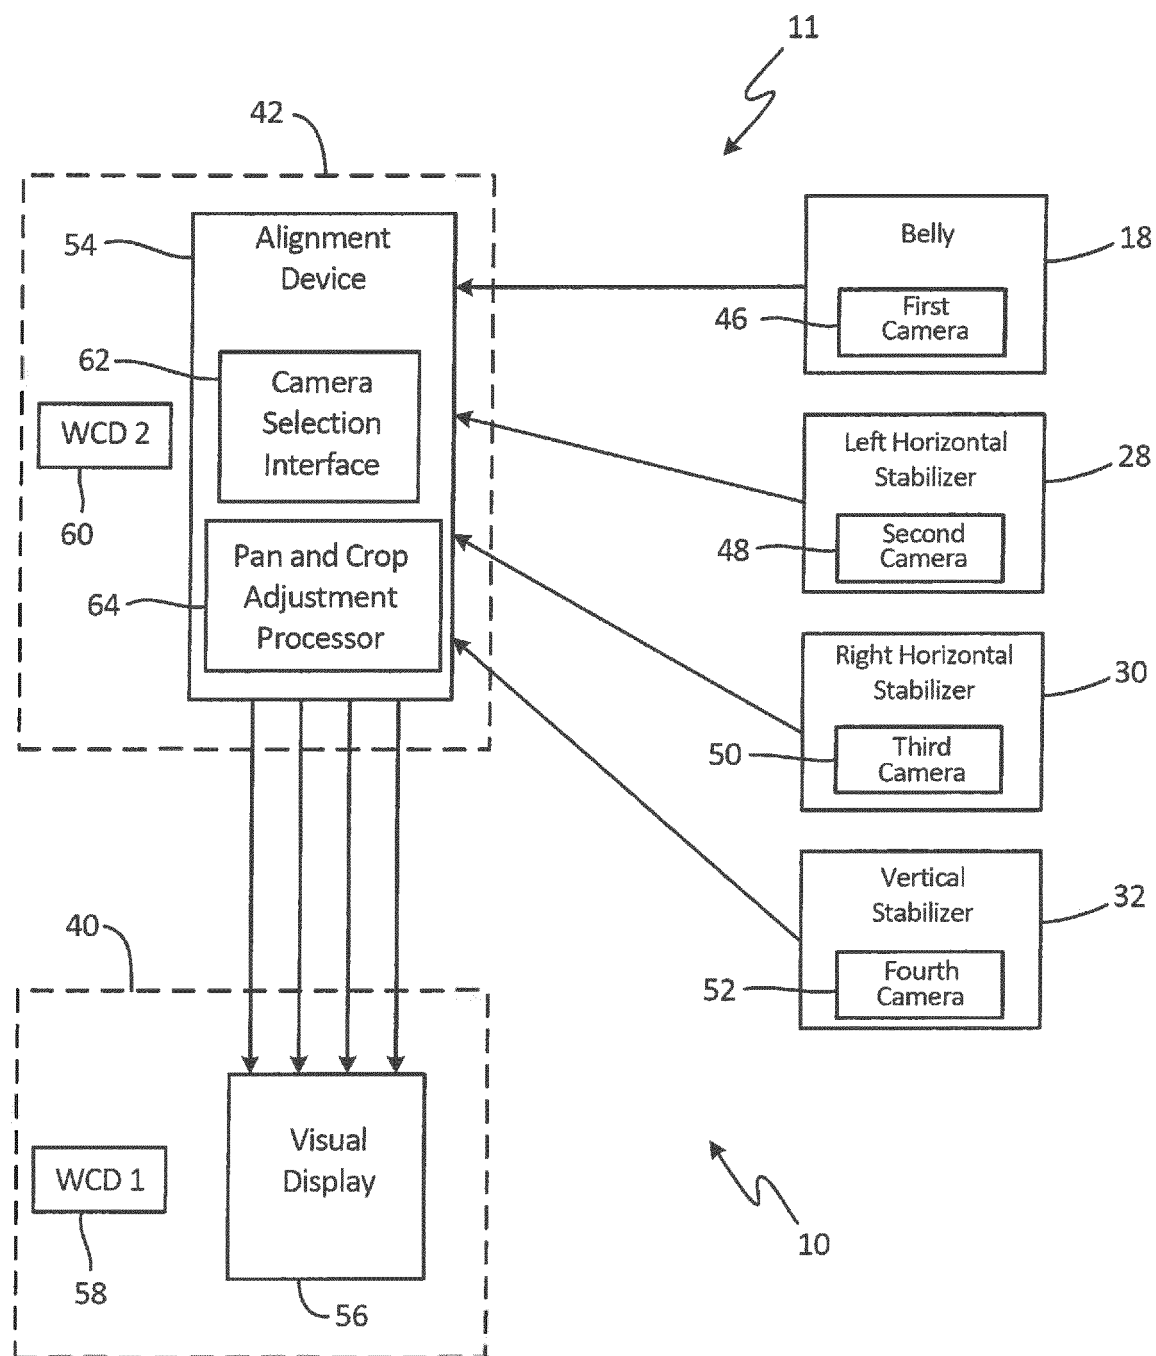 11
42
54
Alignment
Device
Belly
18
46
First
Camera
62
Camera
Selection
Interface
WCD 2
60
Left Horizontal
Stabilizer
28
48
Second
Camera
64
Pan and Crop
Adjustment
Processor
Right Horizontal
Stabilizer
30
50
Third
Camera
Vertical
Stabilizer
32
52
Fourth
Camera
40
Visual
Display
WCD 1
58
56
10